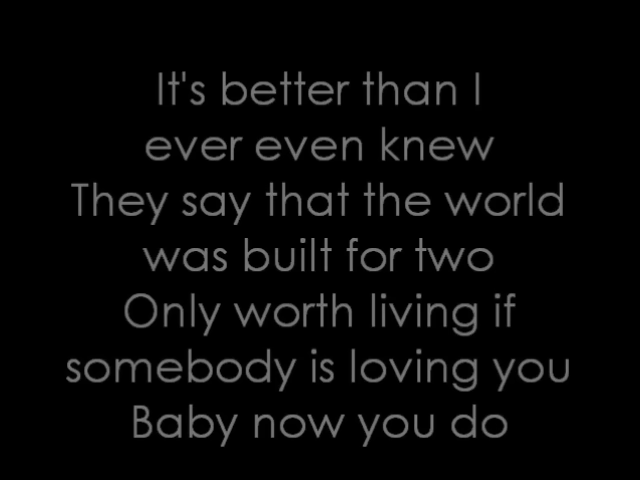 It's better than I
ever even knew
They say that the world
was built for two
Only worth living if
somebody is loving you
Baby now you do